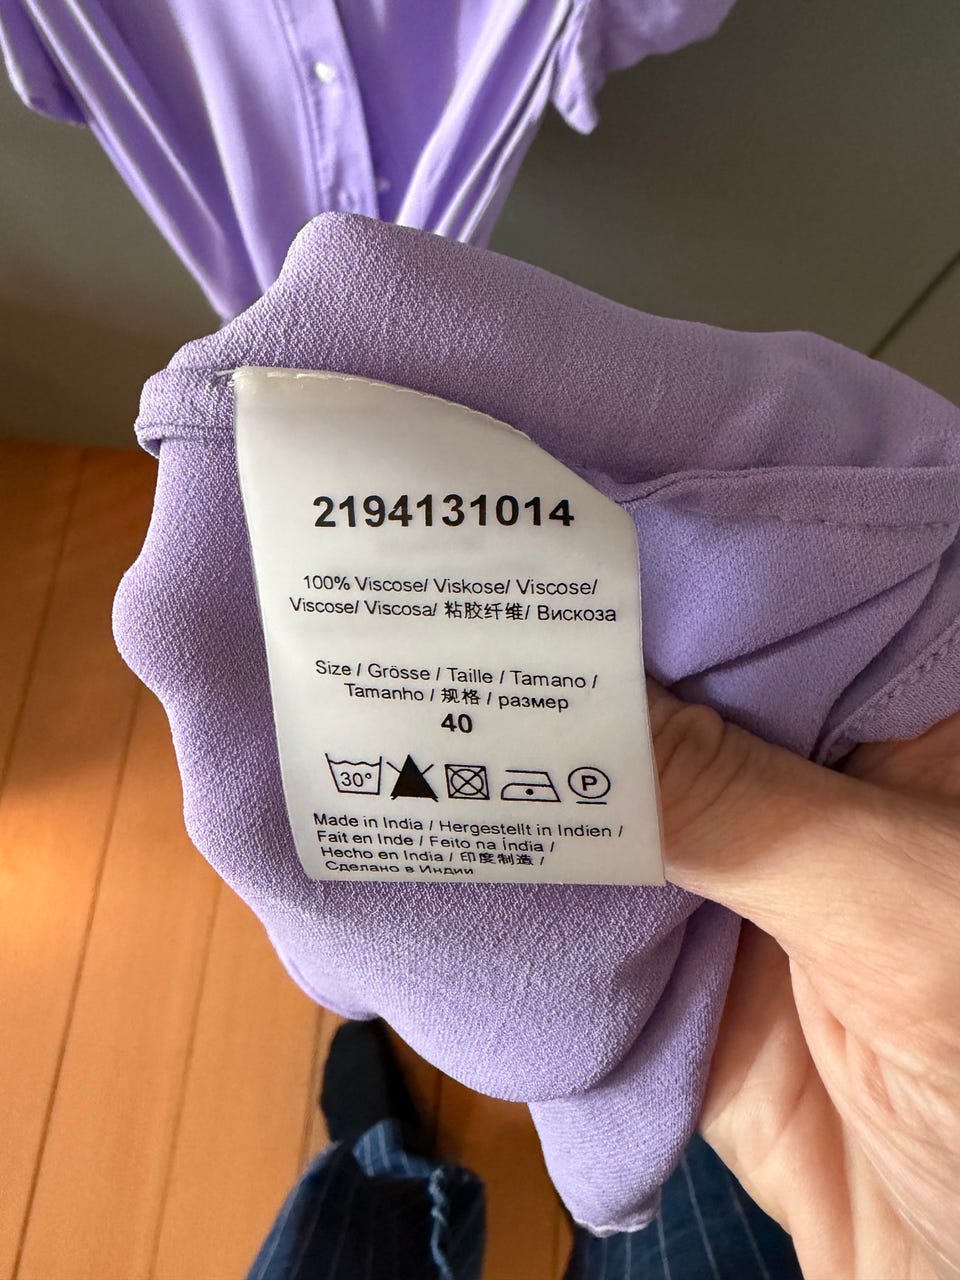 2194131014
100% Viscose/ Viskose/ Viscose/
Viscose/ Viscosa/ 粘胶纤维/ Вискоза
Size / Grösse / Taille / Tamano /
Tamanho / 规格 / размер
40
30° P
Made in India / Hergestellt in Indien /
Fait en Inde / Feito na India /
Hecho en India / 印度制造 /
Сделано в Индии